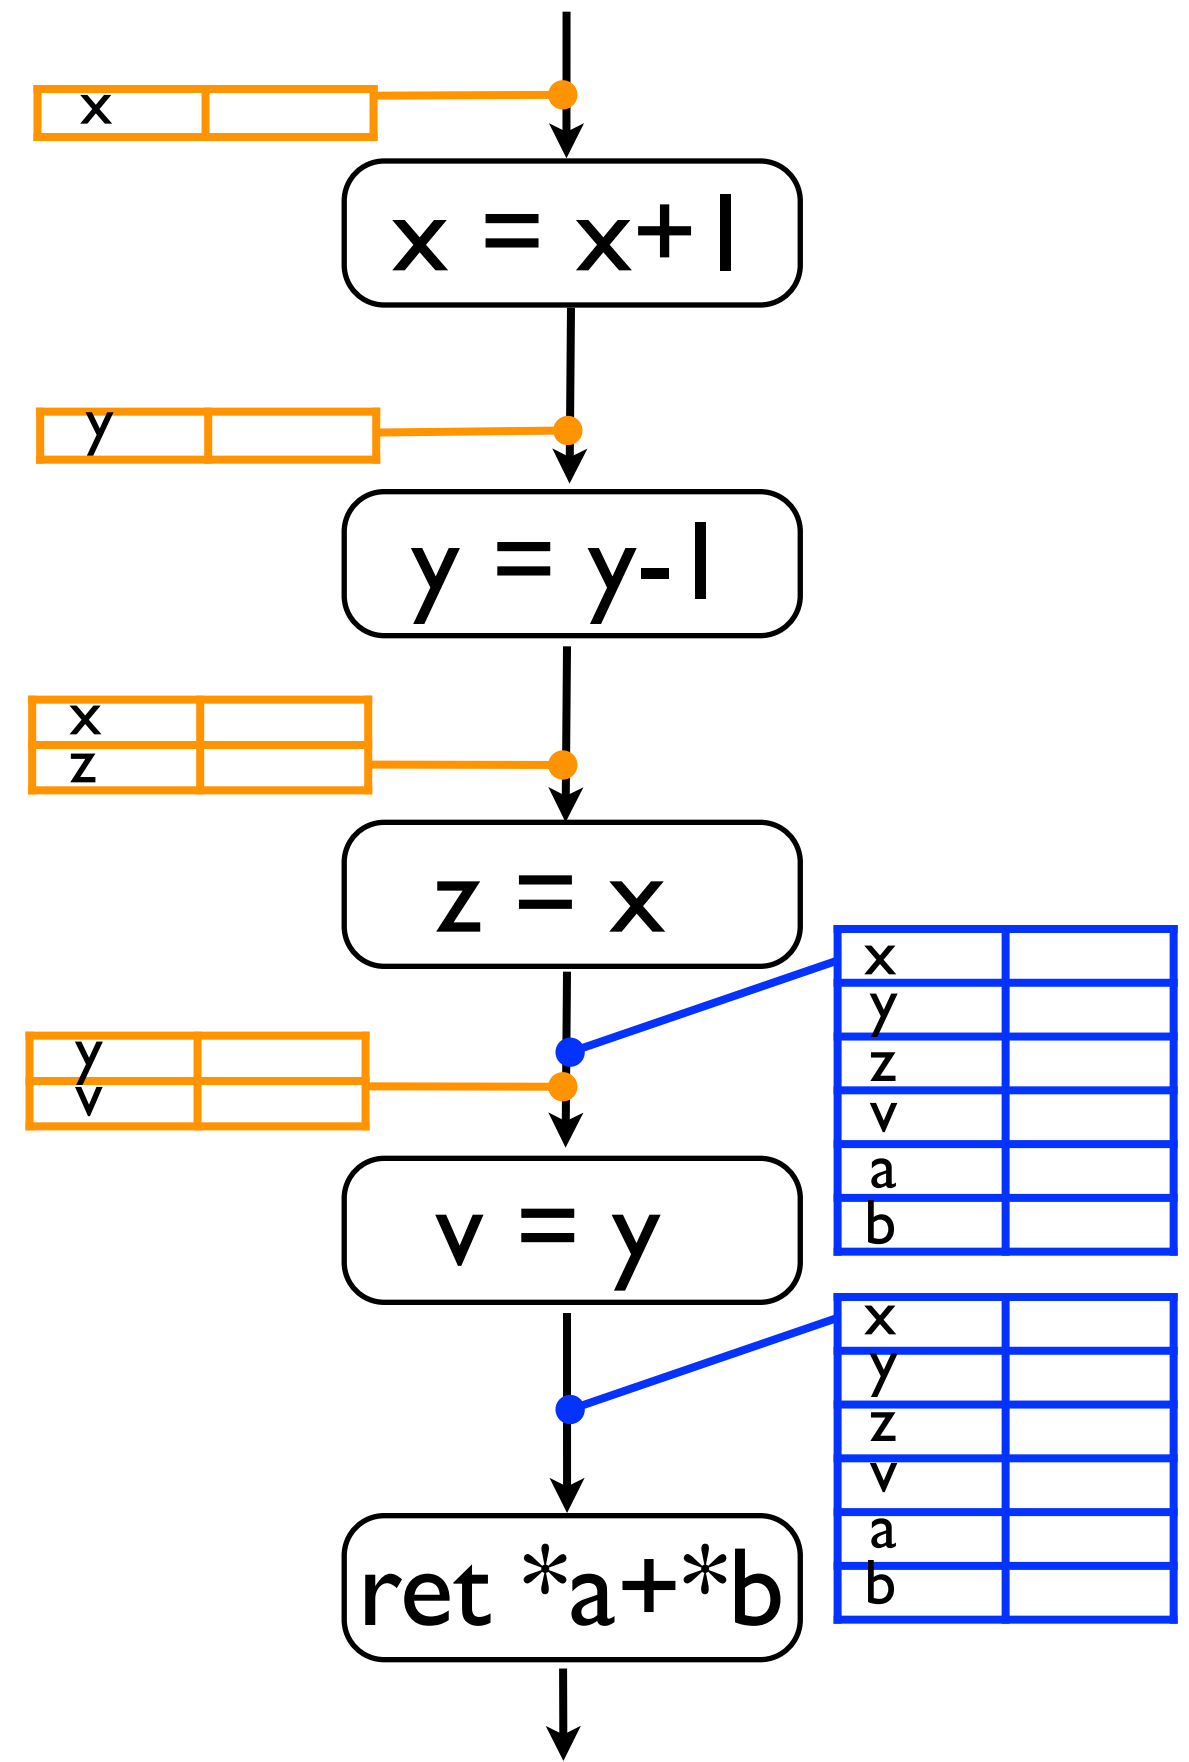 x
x = x+1
y
y = y-1
x
z
z = x
x
y
z
v
a
b
y
v
v = y
x
y
z
v
a
b
ret *a+*b